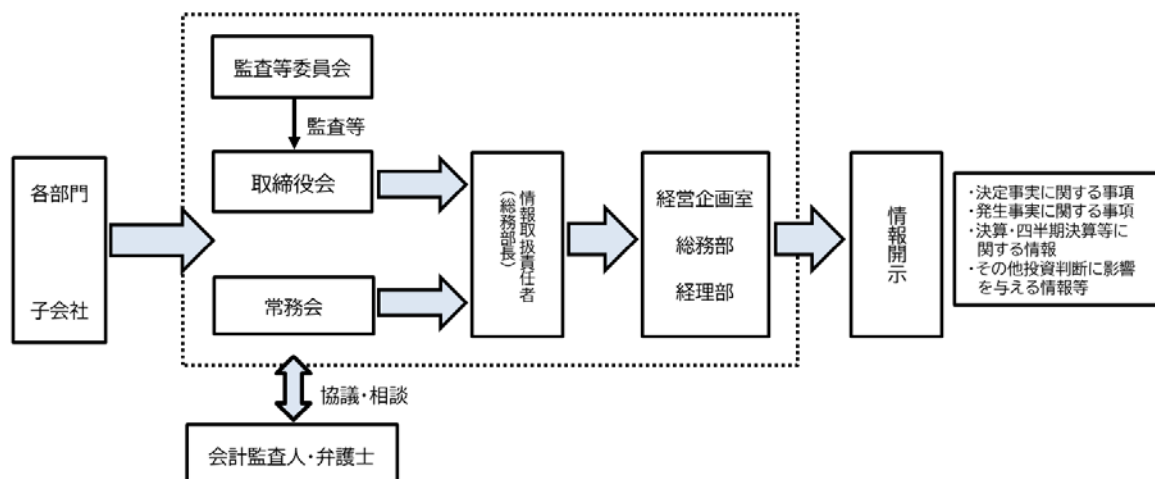 監査等委員会
監査等
各部門
子会社
取締役会
常務会
情報取扱責任者
(総務部長)
経営企画室
総務部
経理部
情報開示
・決定事実に関する事項
・発生事実に関する事項
・決算・四半期決算等に
関する情報
・その他投資判断に影響
を与える情報等
協議・相談
会計監査人・弁護士